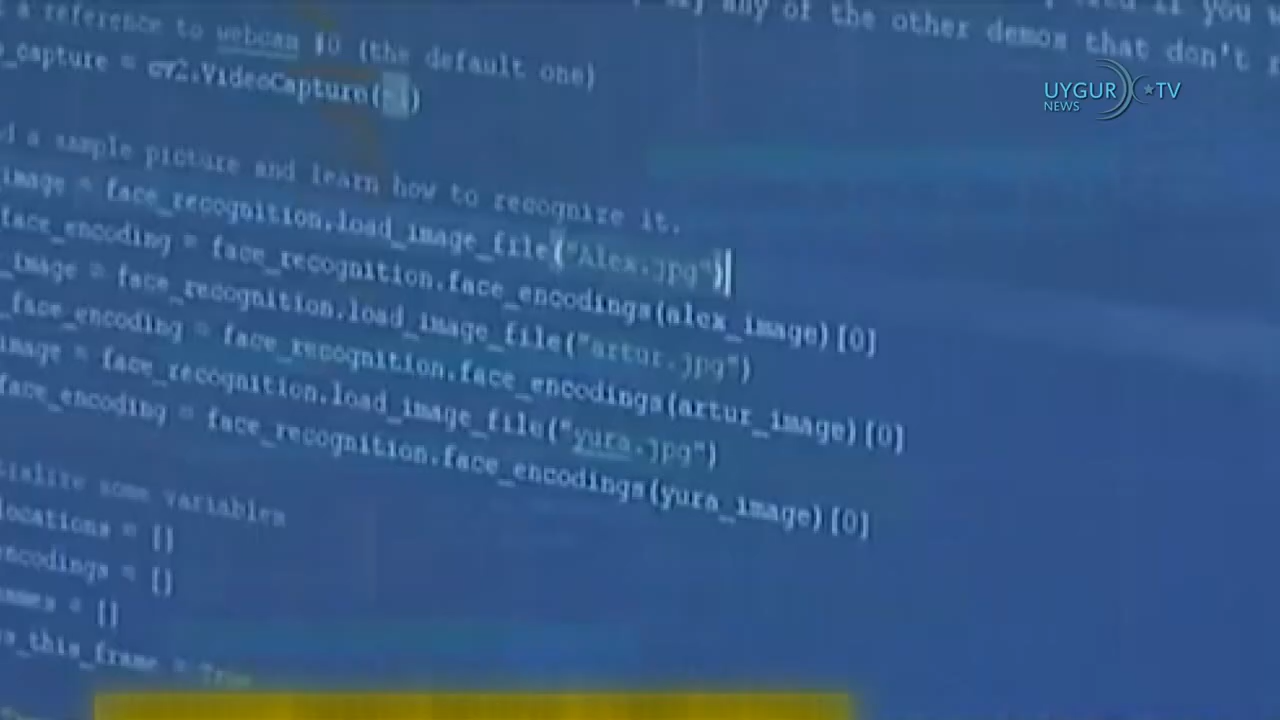 a reference to webcam #0 (the default one)
_capture = cv2.VideoCapture(
any of the other demos that don't
UYGUR TV
NEWS
a sample picture and learn how to recognize it.
image = face_recognition.load_image_file("Alex.jpg")
face_encoding = face_recognition.face_encodings(alex_image)[0]
_image = face_recognition.load_image_file("artur.jpg")
_face_encoding = face_recognition.face_encodings(artur_image)[0]
image = face_recognition.load_image_file("yura.jpg")
face_encoding = face_recognition.face_encodings(yura_image)[0]
some variables
locations = []
encodings = []
= []
_this_frame = True